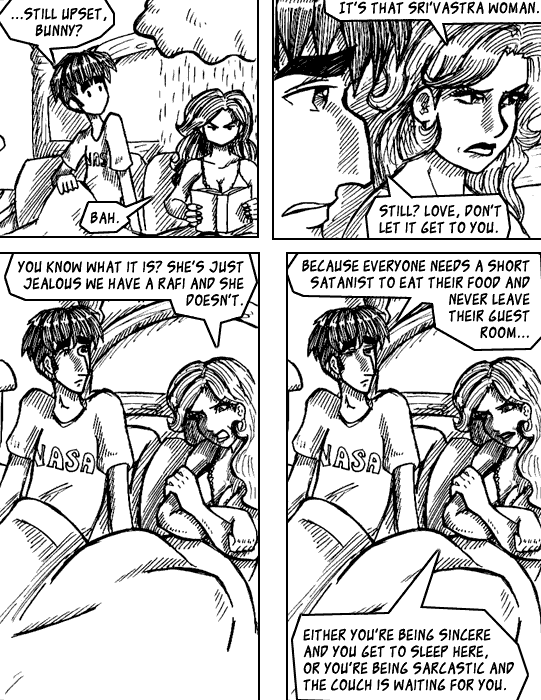 ...STILL UPSET,
BUNNY?
NAS
BAH.
IT'S THAT SRI'VASTRA WOMAN.
STILL? LOVE, DON'T
LET IT GET TO YOU.
YOU KNOW WHAT IT IS? SHE'S JUST
JEALOUS WE HAVE A RAFI AND SHE
DOESN'T.
NASA
BECAUSE EVERYONE NEEDS A SHORT
SATANIST TO EAT THEIR FOOD AND
NEVER LEAVE
THEIR GUEST
ROOM...
NASA
EITHER YOU'RE BEING SINCERE
AND YOU GET TO SLEEP HERE,
OR YOU'RE BEING SARCASTIC AND
THE COUCH IS WAITING FOR YOU.